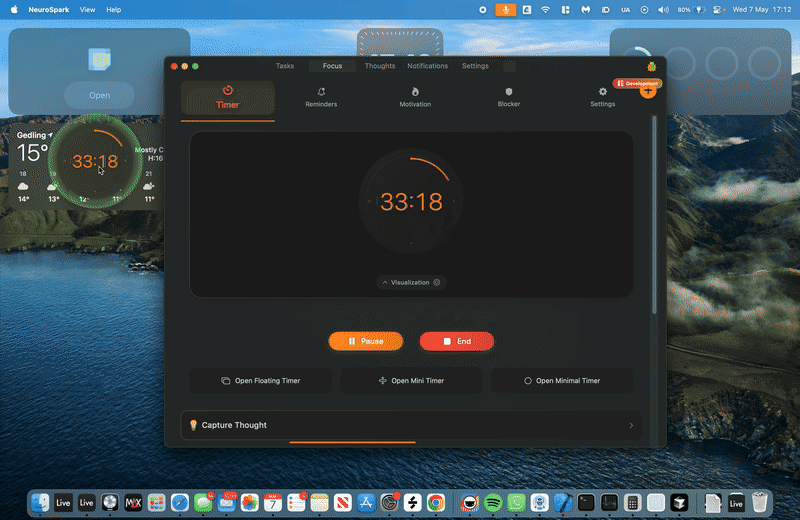 NeuroSpark View Help
UA 80% Wed 7 May 17:12
Open
Tasks Focus Thoughts Notifications Settings
Development
Timer Reminders Motivation Blocker Settings
Gedling
15°
Mostly C
H:16
33:18
18 19
14° 13° 12° 11° 11°
33:18
Visualization
Pause End
Open Floating Timer Open Mini Timer Open Minimal Timer
Capture Thought
Live Live 7 Live